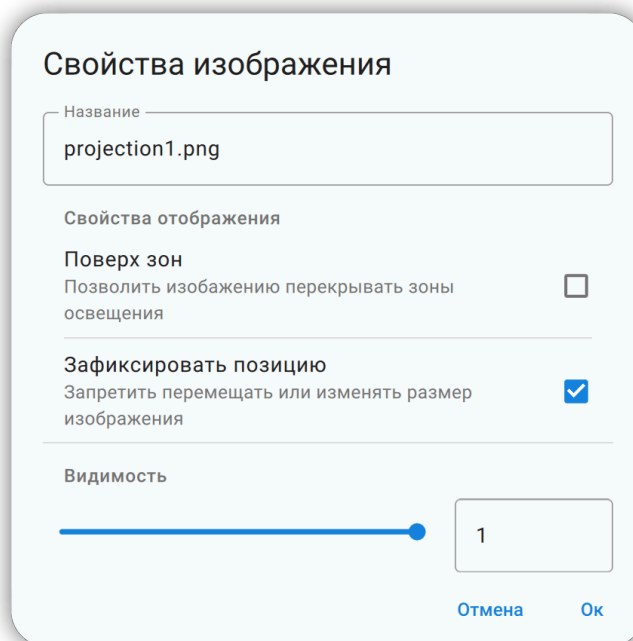 Свойства изображения
Название
projection1.png
Свойства отображения
Поверх зон
Позволить изобажению перекрывать зоны
освещения
Зафиксировать позицию
Запретить перемещать или изменять размер
изображения
Видимость
1
Отмена Ок